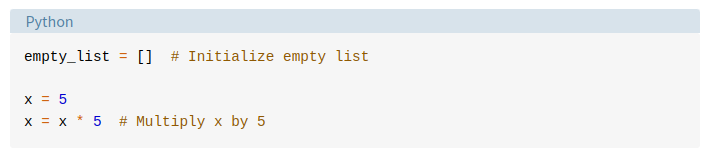 Python
empty_list = []  # Initialize empty list
x = 5
x = x * 5  # Multiply x by 5